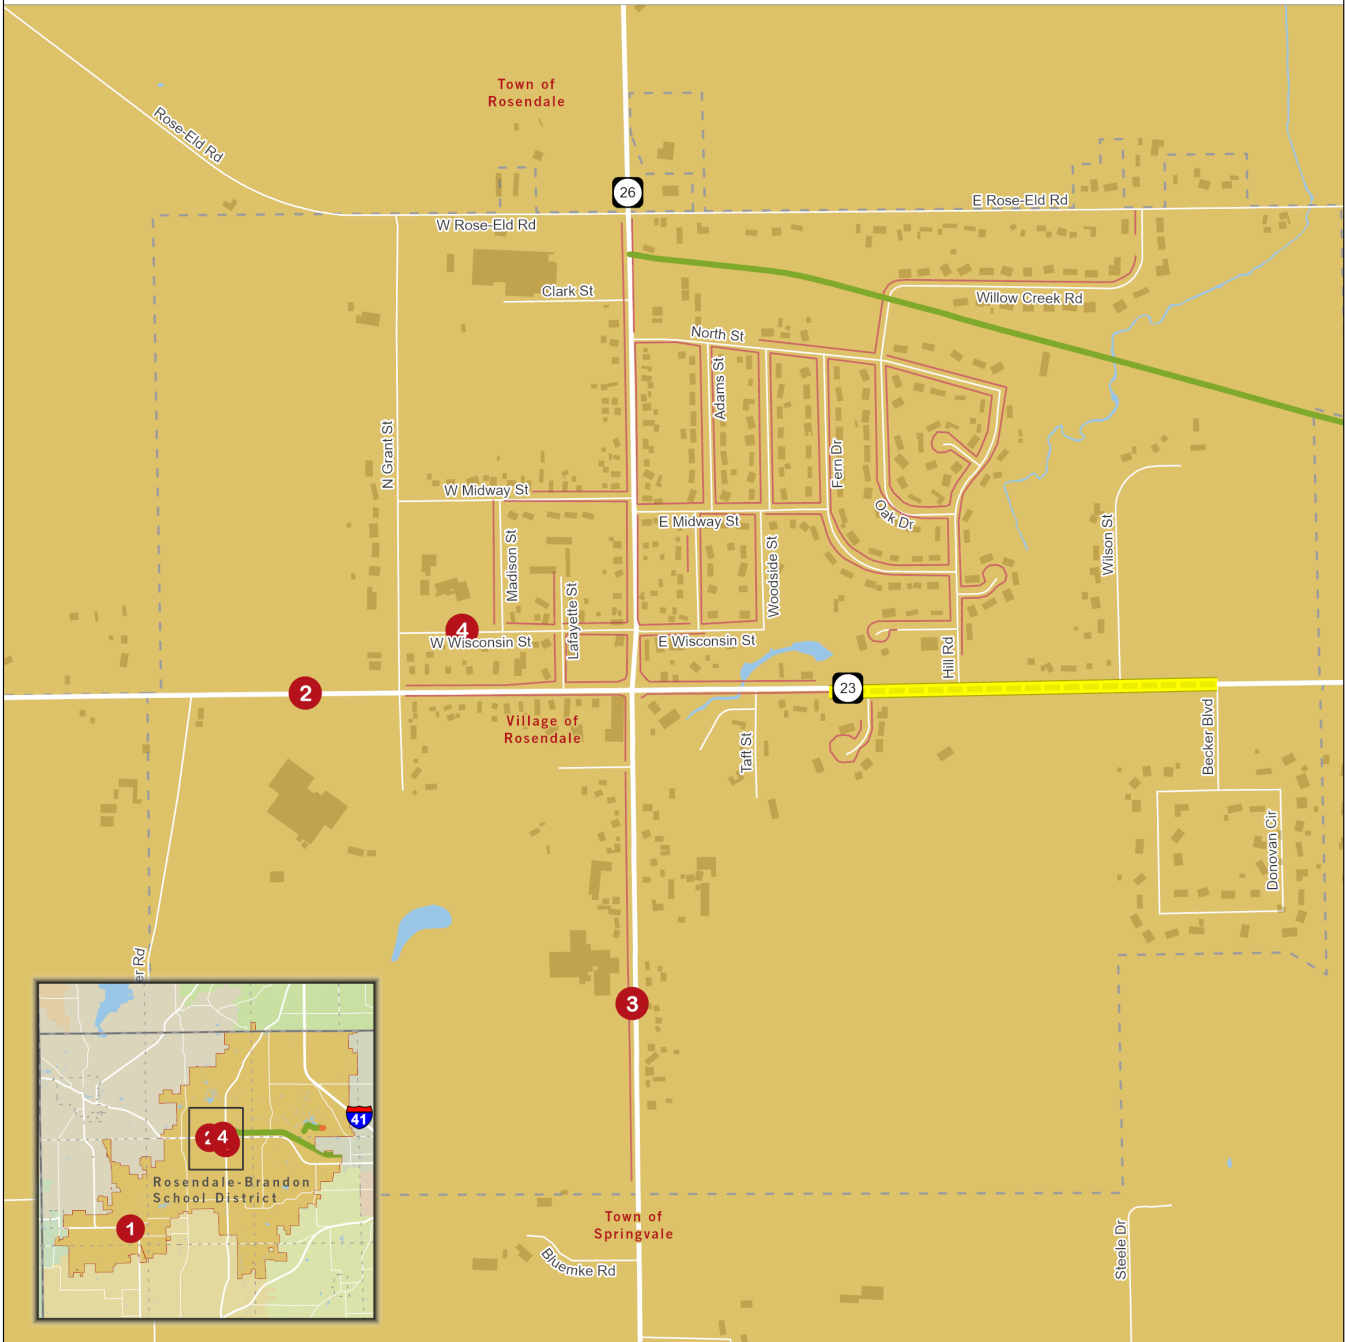 Town of
Rosendale
Rose-Eld Rd
26
E Rose-Eld Rd
W Rose-Eld Rd
Clark St
Willow Creek Rd
North St
Adams St
N Grant St
Fern Dr
W Midway St
E Midway St
Oak Dr
Madison St
Woodside St
Wilson St
Lafayette St
4
W Wisconsin St
E Wisconsin St
Hill Rd
2
23
Village of
Rosendale
Taft St
Becker Blvd
Donovan Cir
er Rd
3
41
2
4
Rosendale-Brandon
School District
1
Town of
Springvale
Bluemke Rd
Steele Dr